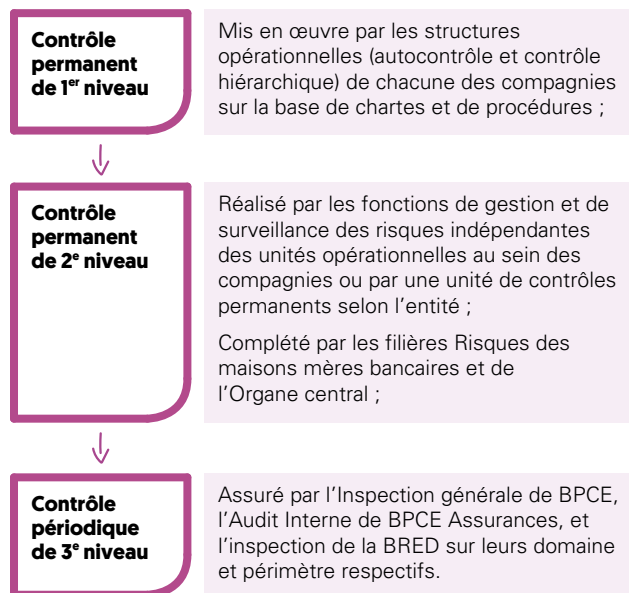 Contrôle
permanent
de 1er niveau
Mis en œuvre par les structures
opérationnelles (autocontrôle et contrôle
hiérarchique) de chacune des compagnies
sur la base de chartes et de procédures ;
Contrôle
permanent
de 2e niveau
Réalisé par les fonctions de gestion et de
surveillance des risques indépendantes
des unités opérationnelles au sein des
compagnies ou par une unité de contrôles
permanents selon l’entité ;
Complété par les filières Risques des
maisons mères bancaires et de
l’Organe central ;
Contrôle
périodique
de 3e niveau
Assuré par l’Inspection générale de BPCE,
l’Audit Interne de BPCE Assurances, et
l’inspection de la BRED sur leurs domaine
et périmètre respectifs.